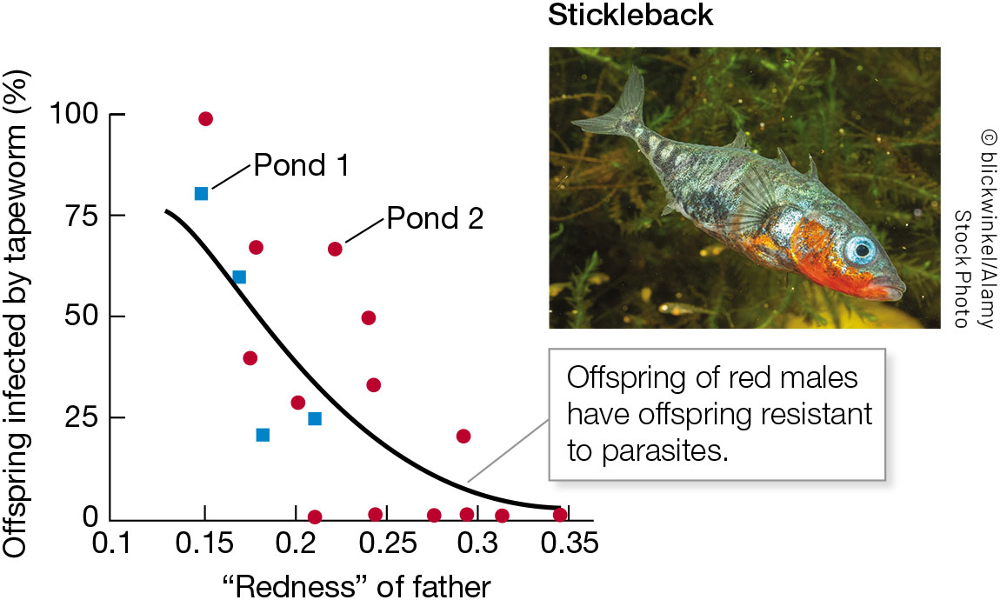 Stickleback
© blickwinkel/Alamy
Stock Photo
Offspring infected by tapeworm (%)
100
75
50
25
0
Pond 1
Pond 2
0.1
0.15
0.2
0.25
0.3
0.35
“Redness” of father
Offspring of red males
have offspring resistant
to parasites.